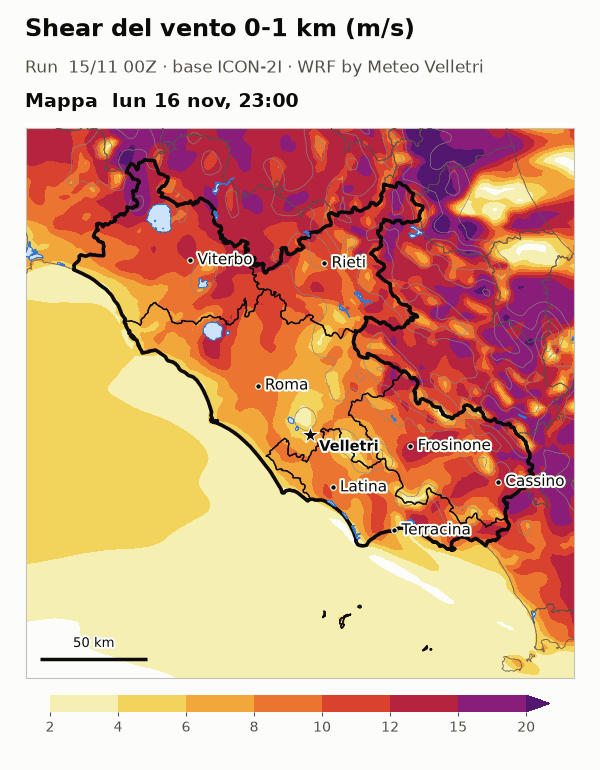 Shear del vento 0-1 km (m/s)
Run  15/11 00Z · base ICON-2I · WRF by Meteo Velletri
Mappa  lun 16 nov, 23:00
Viterbo
Rieti
Roma
Velletri
Frosinone
Latina
Cassino
Terracina
50 km
2 4 6 8 10 12 15 20